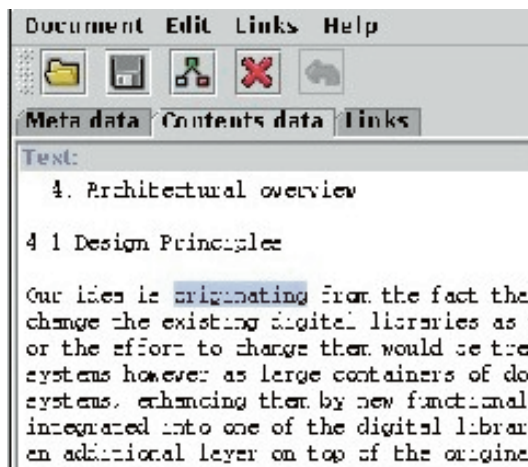 Document Edit Links Help
Meta data Contents data Links
Text:
4. Architectural overview
4 1 Design Principles
Our idea is originating from the fact tha
change the existing digital libraries as
or the effort to change them would be tre
systems however as large containers of do
systems, enhancing them by new functional
integrated into one of the digital librar
an additional layer on top of the origina